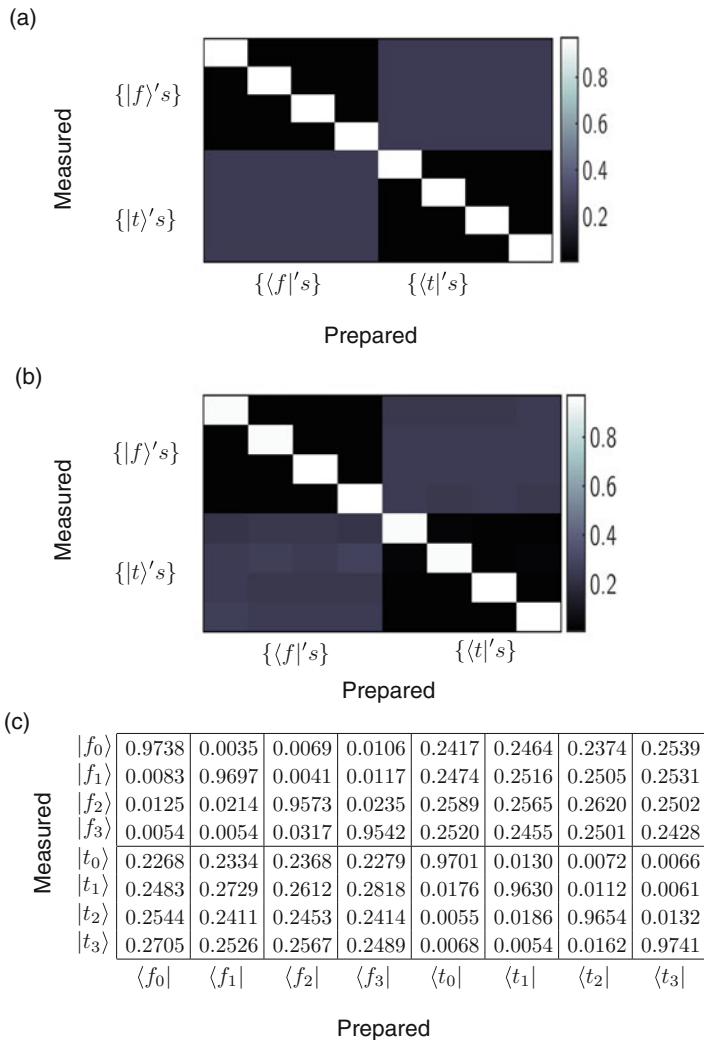 (a)
Measured
{|f⟩'s}
{|t⟩'s}
0.8
0.6
0.4
0.2
{⟨f|'s} {⟨t|'s}
Prepared
(b)
Measured
{|f⟩'s}
{|t⟩'s}
0.8
0.6
0.4
0.2
{⟨f|'s} {⟨t|'s}
Prepared
(c)
Measured
|f₀⟩ 0.9738 0.0035 0.0069 0.0106 0.2417 0.2464 0.2374 0.2539
|f₁⟩ 0.0083 0.9697 0.0041 0.0117 0.2474 0.2516 0.2505 0.2531
|f₂⟩ 0.0125 0.0214 0.9573 0.0235 0.2589 0.2565 0.2620 0.2502
|f₃⟩ 0.0054 0.0054 0.0317 0.9542 0.2520 0.2455 0.2501 0.2428
|t₀⟩ 0.2268 0.2334 0.2368 0.2279 0.9701 0.0130 0.0072 0.0066
|t₁⟩ 0.2483 0.2729 0.2612 0.2818 0.0176 0.9630 0.0112 0.0061
|t₂⟩ 0.2544 0.2411 0.2453 0.2414 0.0055 0.0186 0.9654 0.0132
|t₃⟩ 0.2705 0.2526 0.2567 0.2489 0.0068 0.0054 0.0162 0.9741
⟨f₀| ⟨f₁| ⟨f₂| ⟨f₃| ⟨t₀| ⟨t₁| ⟨t₂| ⟨t₃|
Prepared